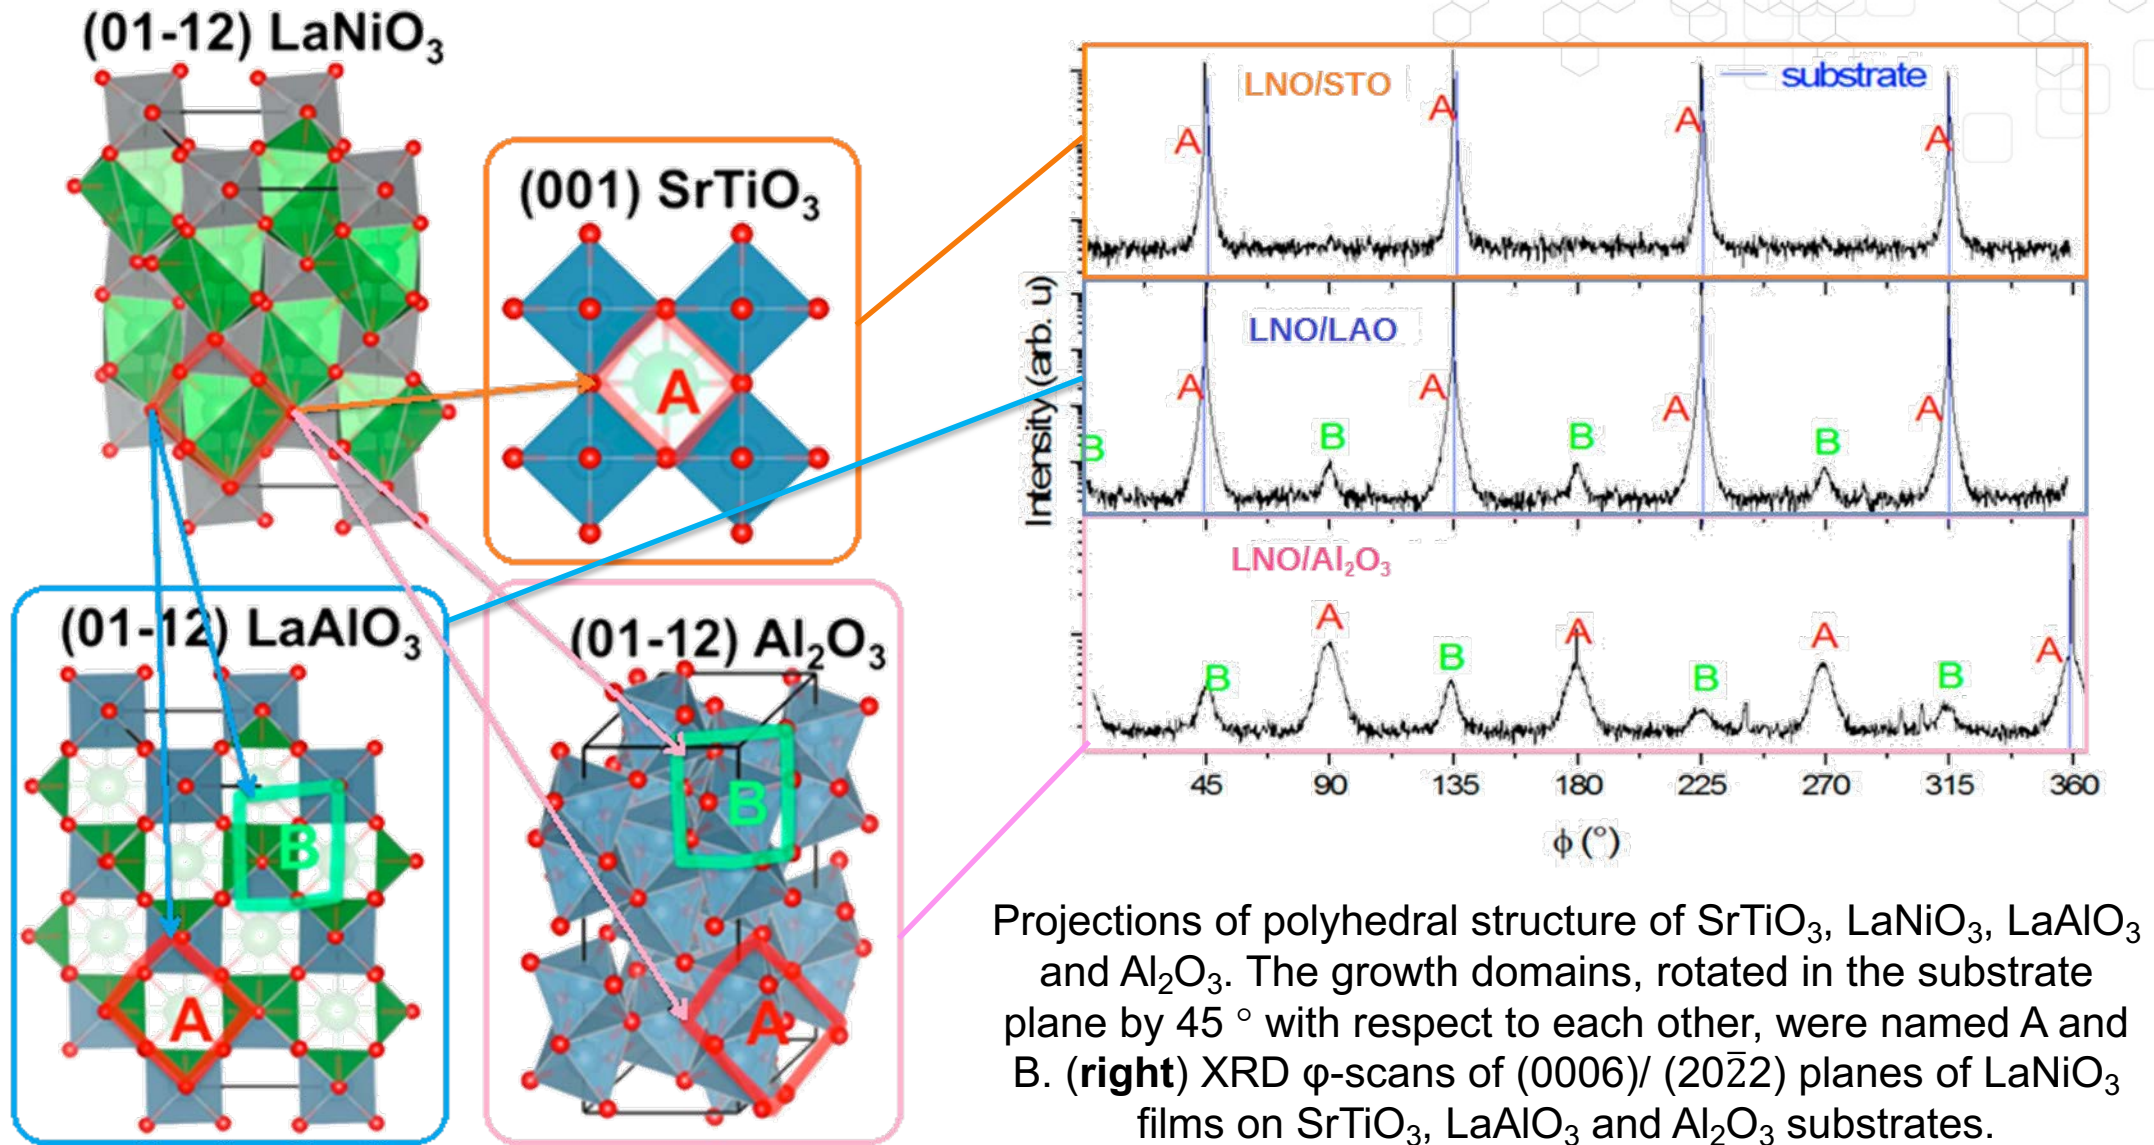 (01-12) LaNiO₃
(001) SrTiO₃
A
(01-12) LaAlO₃
B
A
(01-12) Al₂O₃
B
A
Intensity (arb. u)
LNO/STO
substrate
A
A
A
A
LNO/LAO
B
A
B
A
B
A
B
A
LNO/Al₂O₃
B
A
B
A
B
A
B
A
45 90 135 180 225 270 315 360
ϕ (°)
Projections of polyhedral structure of SrTiO₃, LaNiO₃, LaAlO₃
and Al₂O₃. The growth domains, rotated in the substrate
plane by 45 ° with respect to each other, were named A and
B. (right) XRD φ-scans of (0006)/ (202̄2) planes of LaNiO₃
films on SrTiO₃, LaAlO₃ and Al₂O₃ substrates.